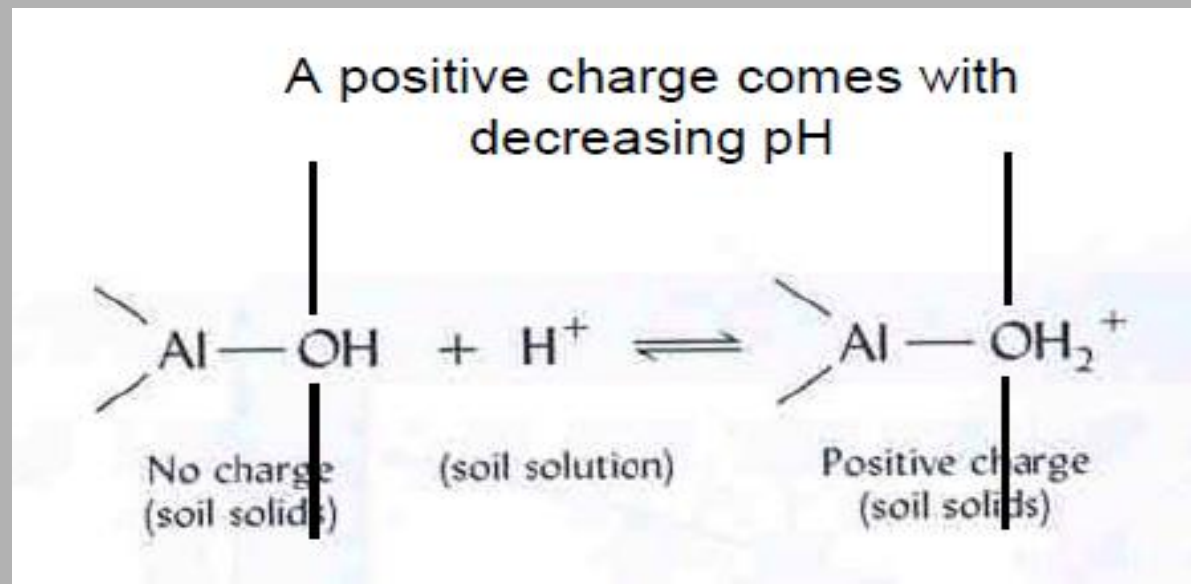 A positive charge comes with
decreasing pH
Al — OH + H⁺ ⇌ Al — OH₂⁺
No charge (soil solution) Positive charge
(soil solids) (soil solids)